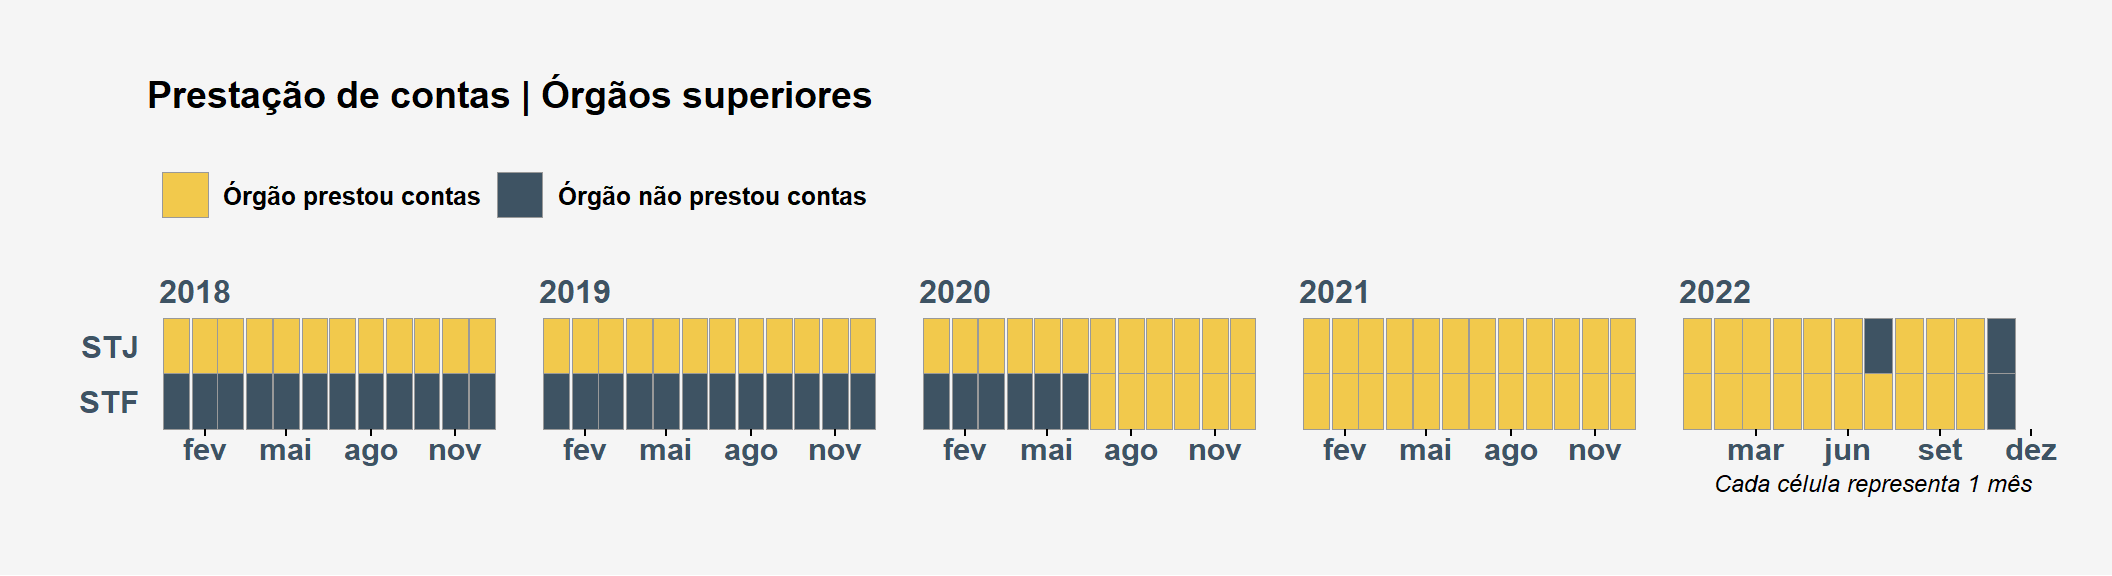 Prestação de contas | Órgãos superiores
Órgão prestou contas Órgão não prestou contas
2018 2019 2020 2021 2022
STJ
STF
fev mai ago nov fev mai ago nov fev mai ago nov fev mai ago nov mar jun set dez
Cada célula representa 1 mês